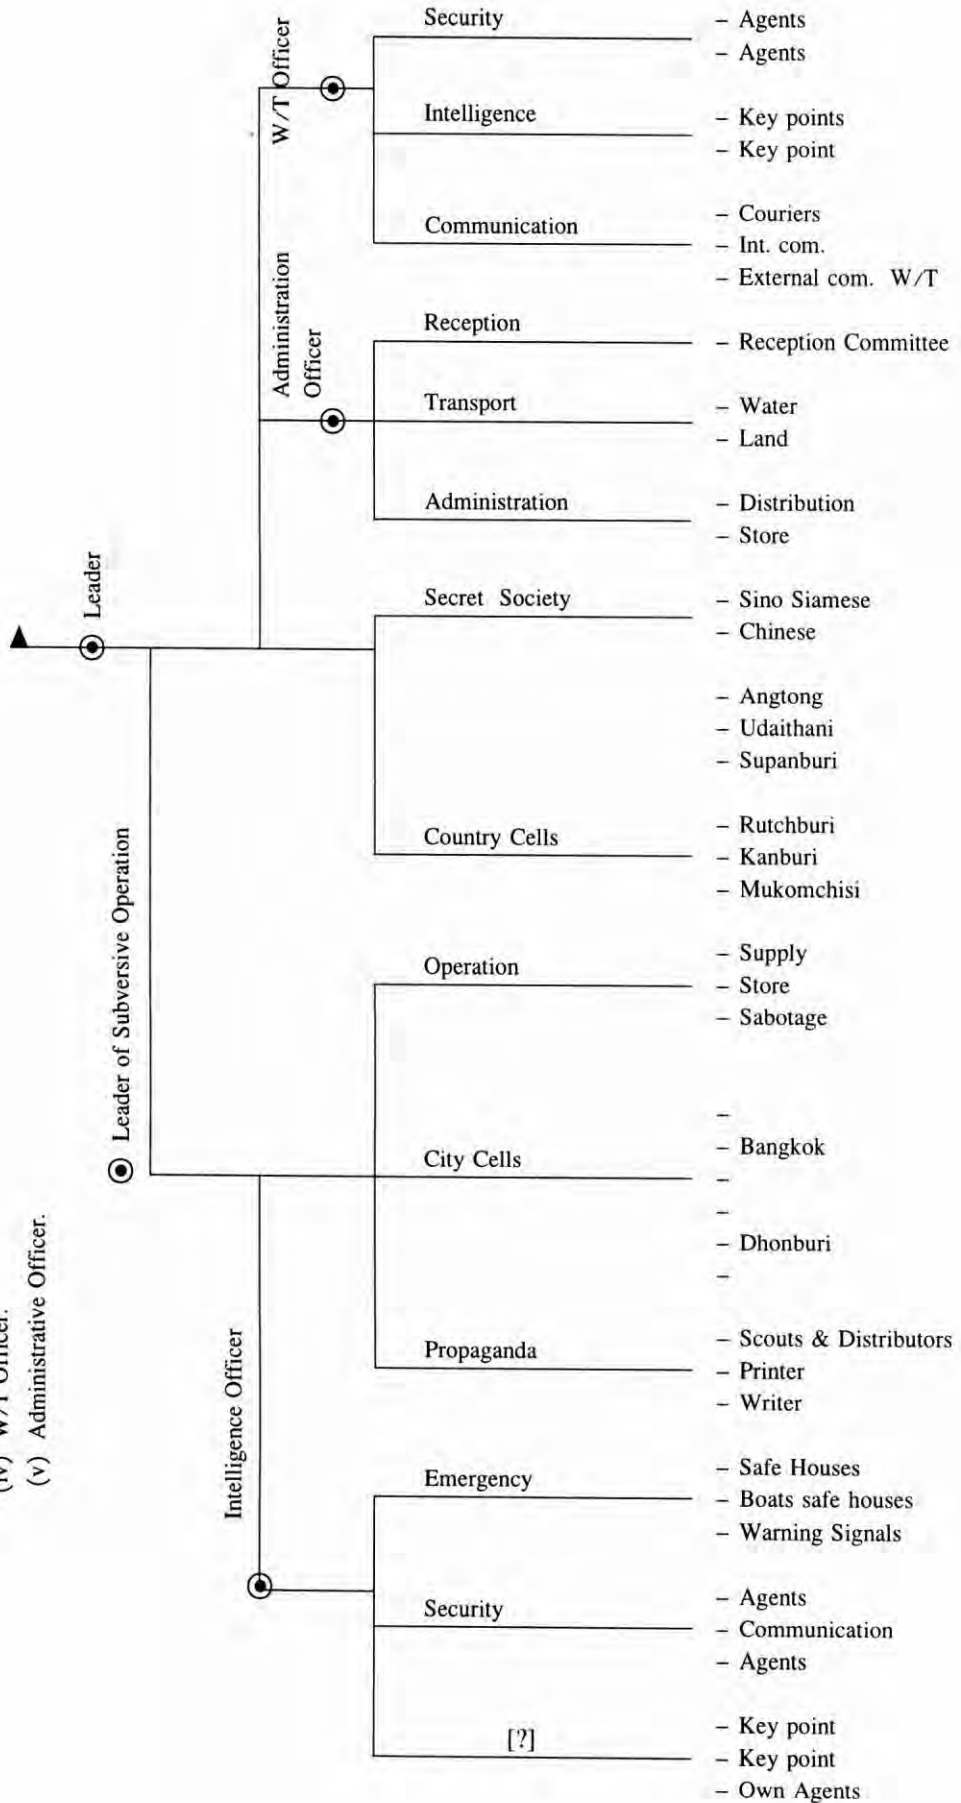 W/T Officer
Security
– Agents
– Agents
Intelligence
– Key points
– Key point
Communication
– Couriers
– Int. com.
– External com. W/T
Administration
Officer
Reception
– Reception Committee
Transport
– Water
– Land
Administration
– Distribution
– Store
Leader
Secret Society
– Sino Siamese
– Chinese
– Angtong
– Udaithani
– Supanburi
Country Cells
– Rutchburi
– Kanburi
– Mukomchisi
Leader of Subversive Operation
Operation
– Supply
– Store
– Sabotage
City Cells
–
– Bangkok
–
–
– Dhonburi
–
Propaganda
– Scouts & Distributors
– Printer
– Writer
Intelligence Officer
Emergency
– Safe Houses
– Boats safe houses
– Warning Signals
Security
– Agents
– Communication
– Agents
[?]
– Key point
– Key point
– Own Agents
(iv) W/T Officer.
(v) Administrative Officer.